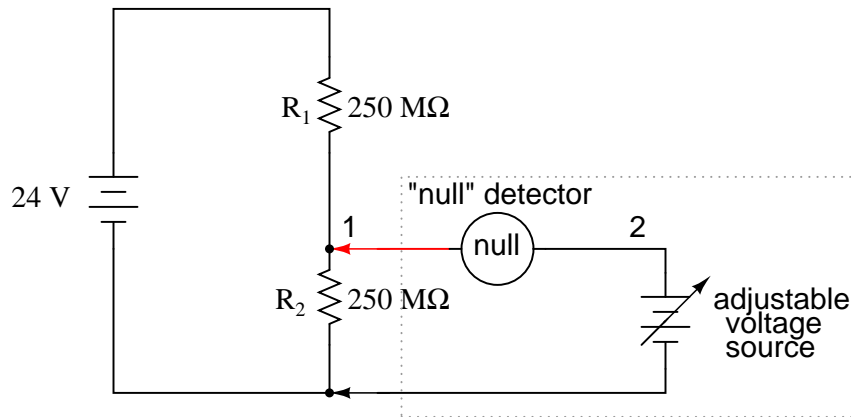 R₁ 250 MΩ
24 V
"null" detector
1
null
2
R₂ 250 MΩ
adjustable
voltage
source